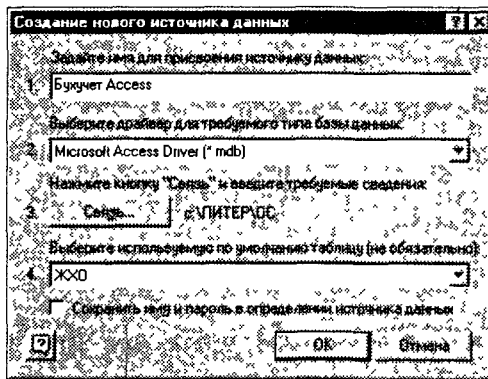 Создание нового источника данных
Задайте имя для присвоения источнику данных:
1. Бухучет Access
Выберите драйвер для требуемого типа базы данных:
2. Microsoft Access Driver (*.mdb)
Нажмите кнопку "Связь" и введите требуемые сведения:
3. Связь... c:\ПИТЕР\ОС
Выберите используемую по умолчанию таблицу (не обязательно):
4. ЖХО
Сохранить имя и пароль в определении источника данных
OK Отмена